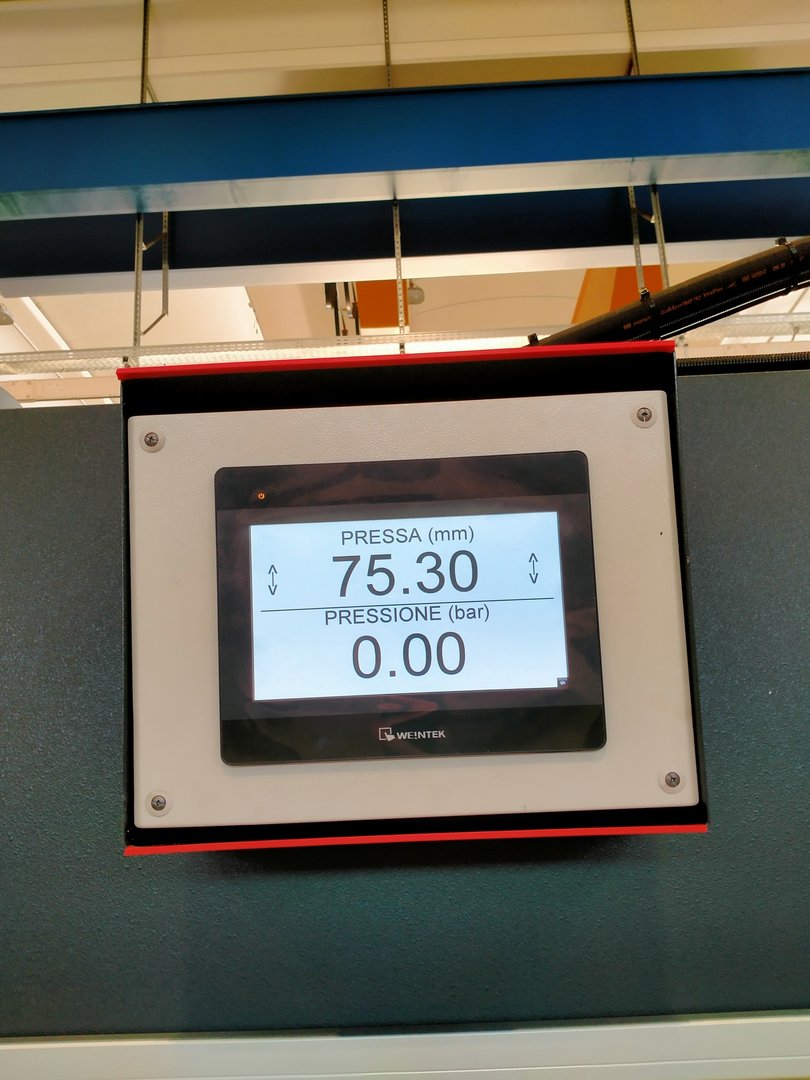 PRESSA (mm)
75.30
PRESSIONE (bar)
0.00
WEINTEK